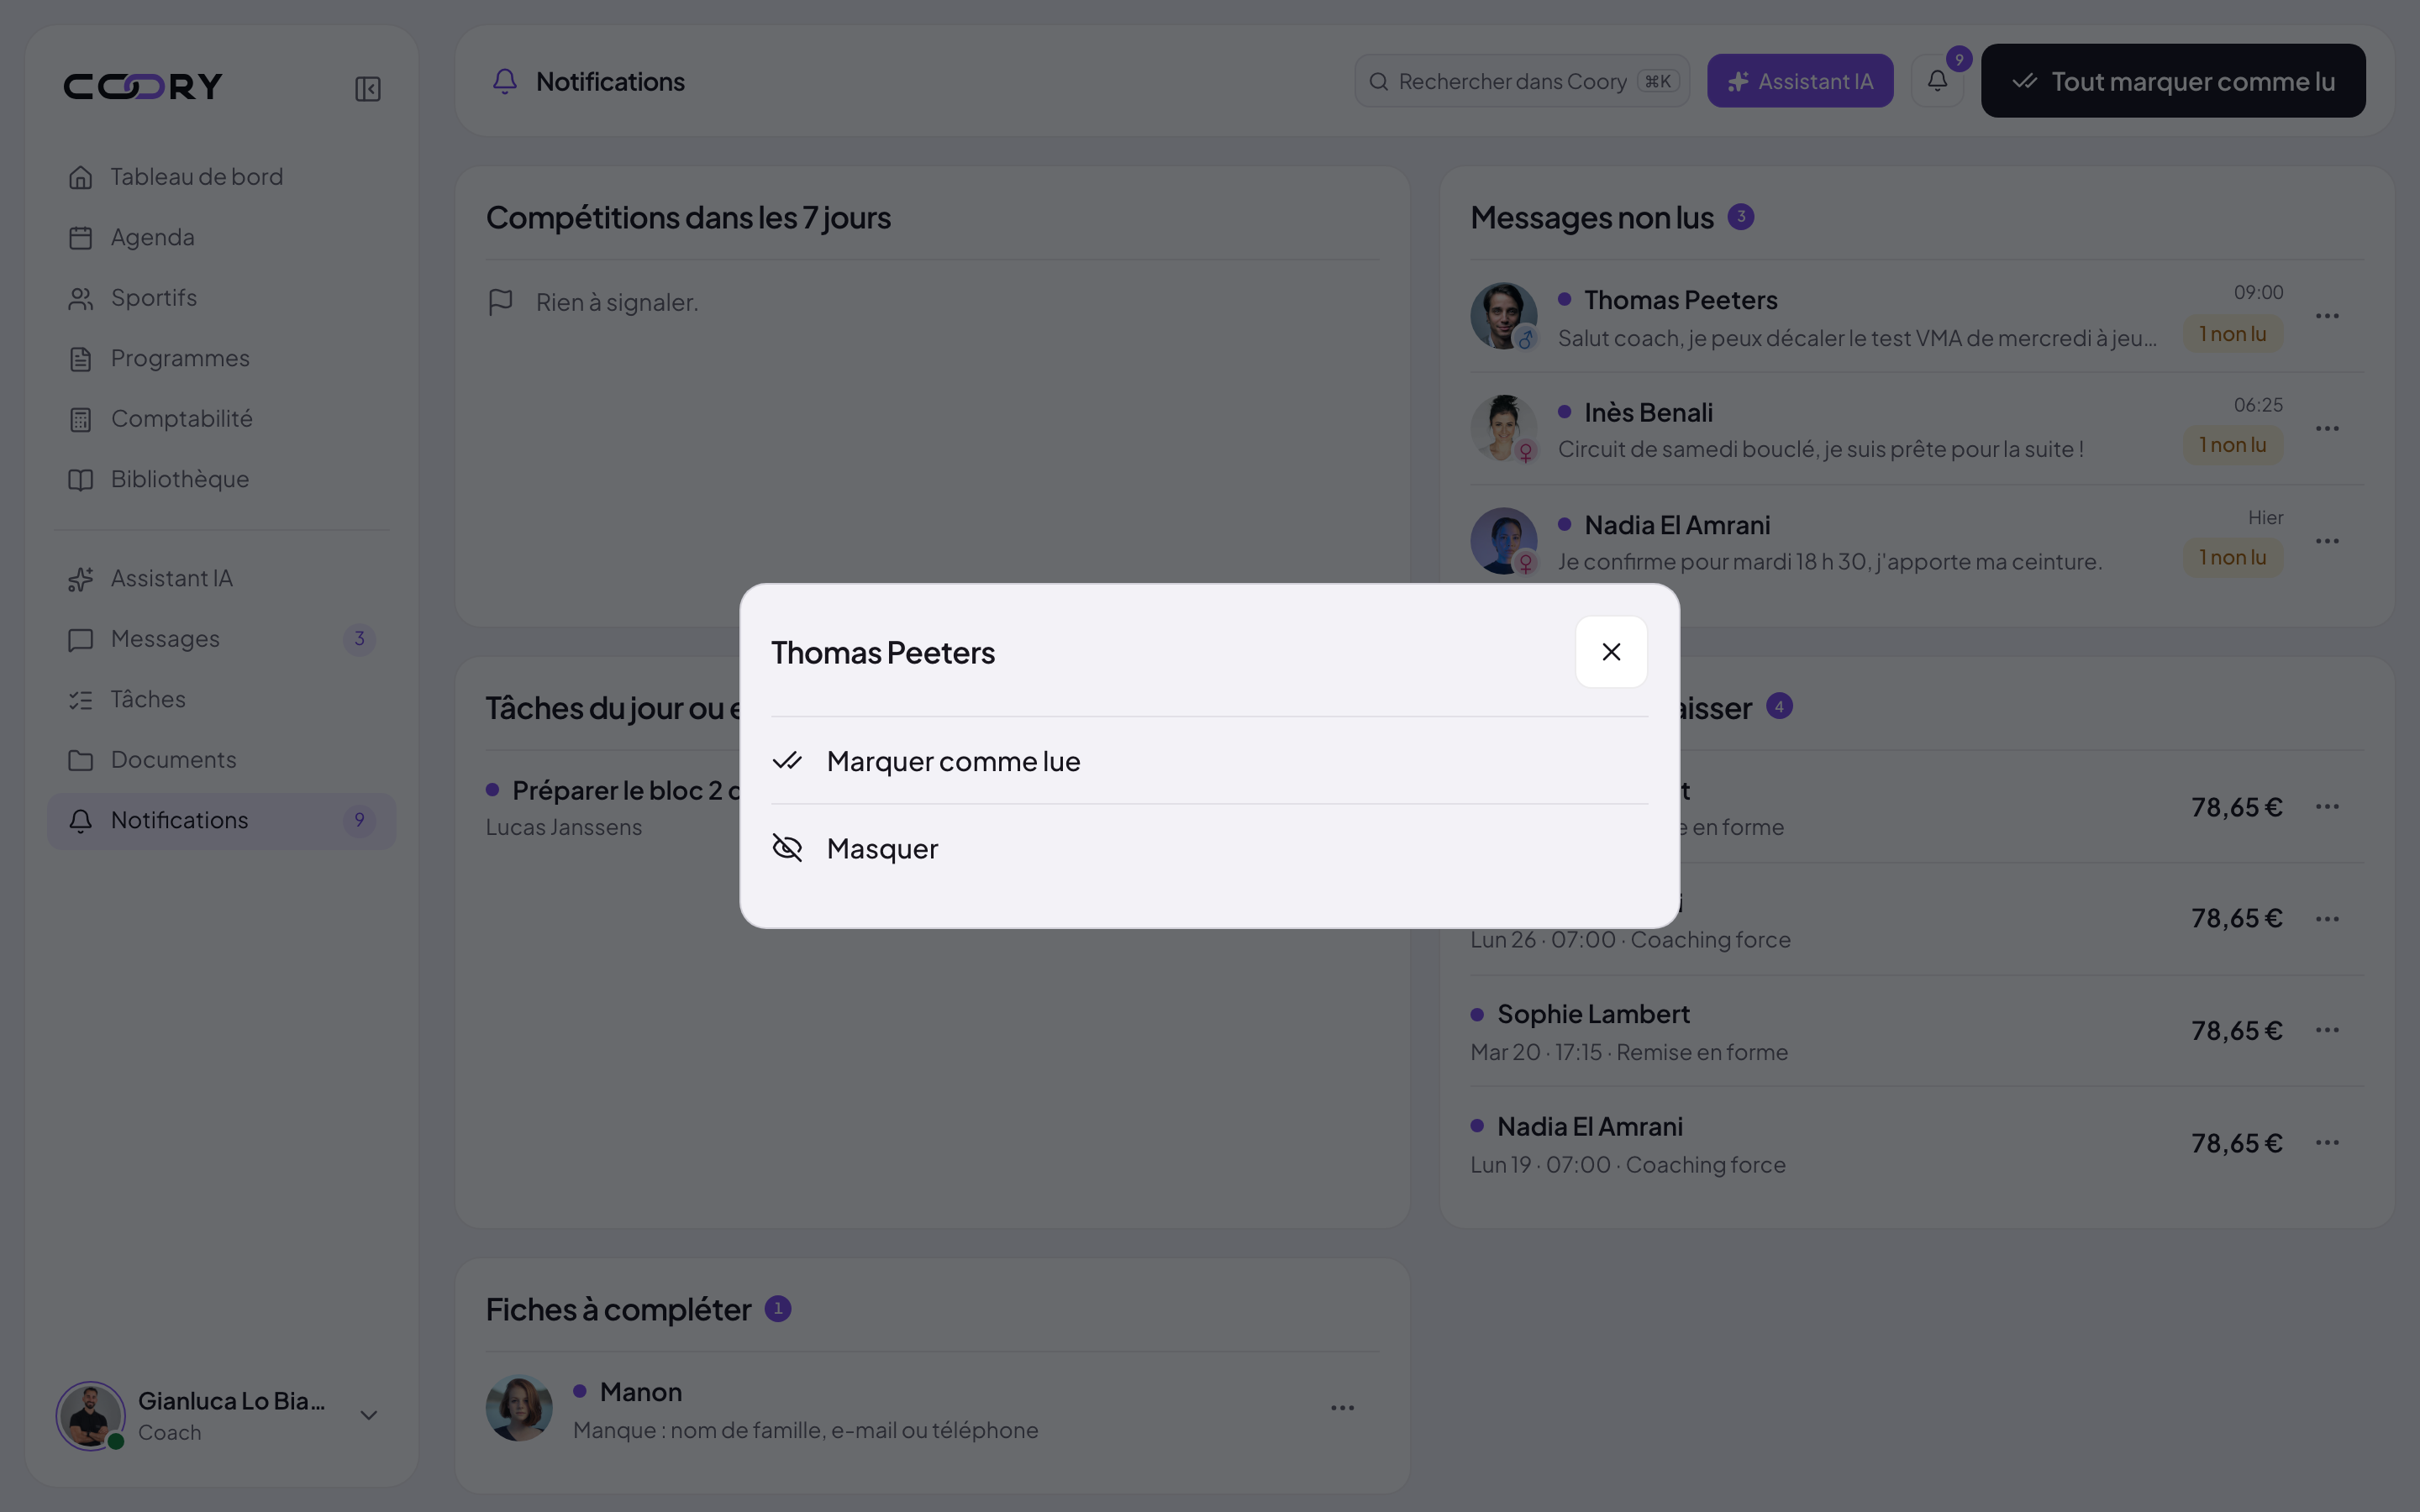 COORY
Tableau de bord
Agenda
Sportifs
Programmes
Comptabilité
Bibliothèque
Assistant IA
Messages 3
Tâches
Documents
Notifications 9
Gianluca Lo Bia...
Coach
Notifications
Rechercher dans Coory ⌘K
Assistant IA
9
Tout marquer comme lu
Compétitions dans les 7 jours
Rien à signaler.
Messages non lus 3
Thomas Peeters 09:00
Salut coach, je peux décaler le test VMA de mercredi à jeu... 1 non lu
Inès Benali 06:25
Circuit de samedi bouclé, je suis prête pour la suite ! 1 non lu
Nadia El Amrani Hier
Je confirme pour mardi 18 h 30, j'apporte ma ceinture. 1 non lu
Thomas Peeters
Marquer comme lue
Masquer
Tâches du jour ou
Préparer le bloc 2
Lucas Janssens
aisser 4
t 78,65 €
en forme
i 78,65 €
Lun 26 · 07:00 · Coaching force
Sophie Lambert 78,65 €
Mar 20 · 17:15 · Remise en forme
Nadia El Amrani 78,65 €
Lun 19 · 07:00 · Coaching force
Fiches à compléter 1
Manon
Manque : nom de famille, e-mail ou téléphone